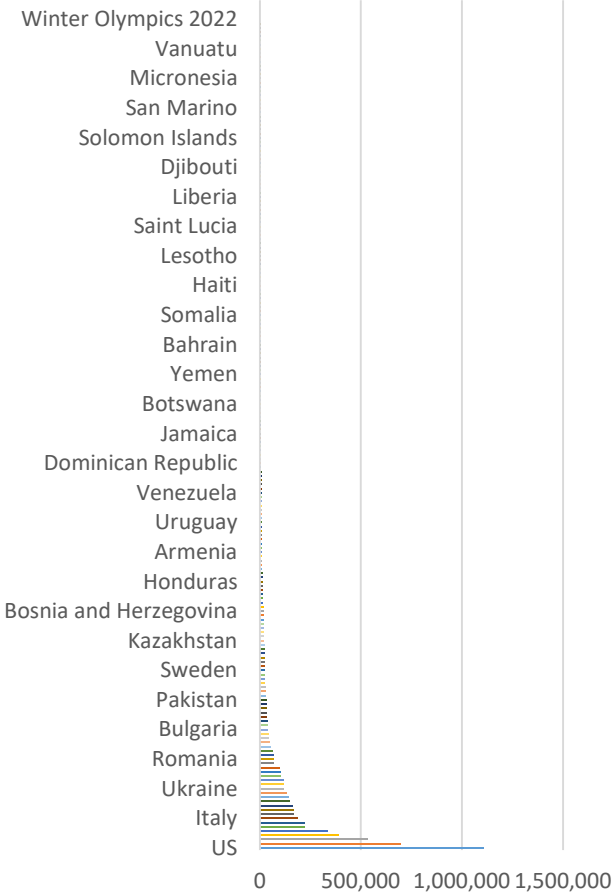 Winter Olympics 2022
Vanuatu
Micronesia
San Marino
Solomon Islands
Djibouti
Liberia
Saint Lucia
Lesotho
Haiti
Somalia
Bahrain
Yemen
Botswana
Jamaica
Dominican Republic
Venezuela
Uruguay
Armenia
Honduras
Bosnia and Herzegovina
Kazakhstan
Sweden
Pakistan
Bulgaria
Romania
Ukraine
Italy
US
0 500,000 1,000,000 1,500,000